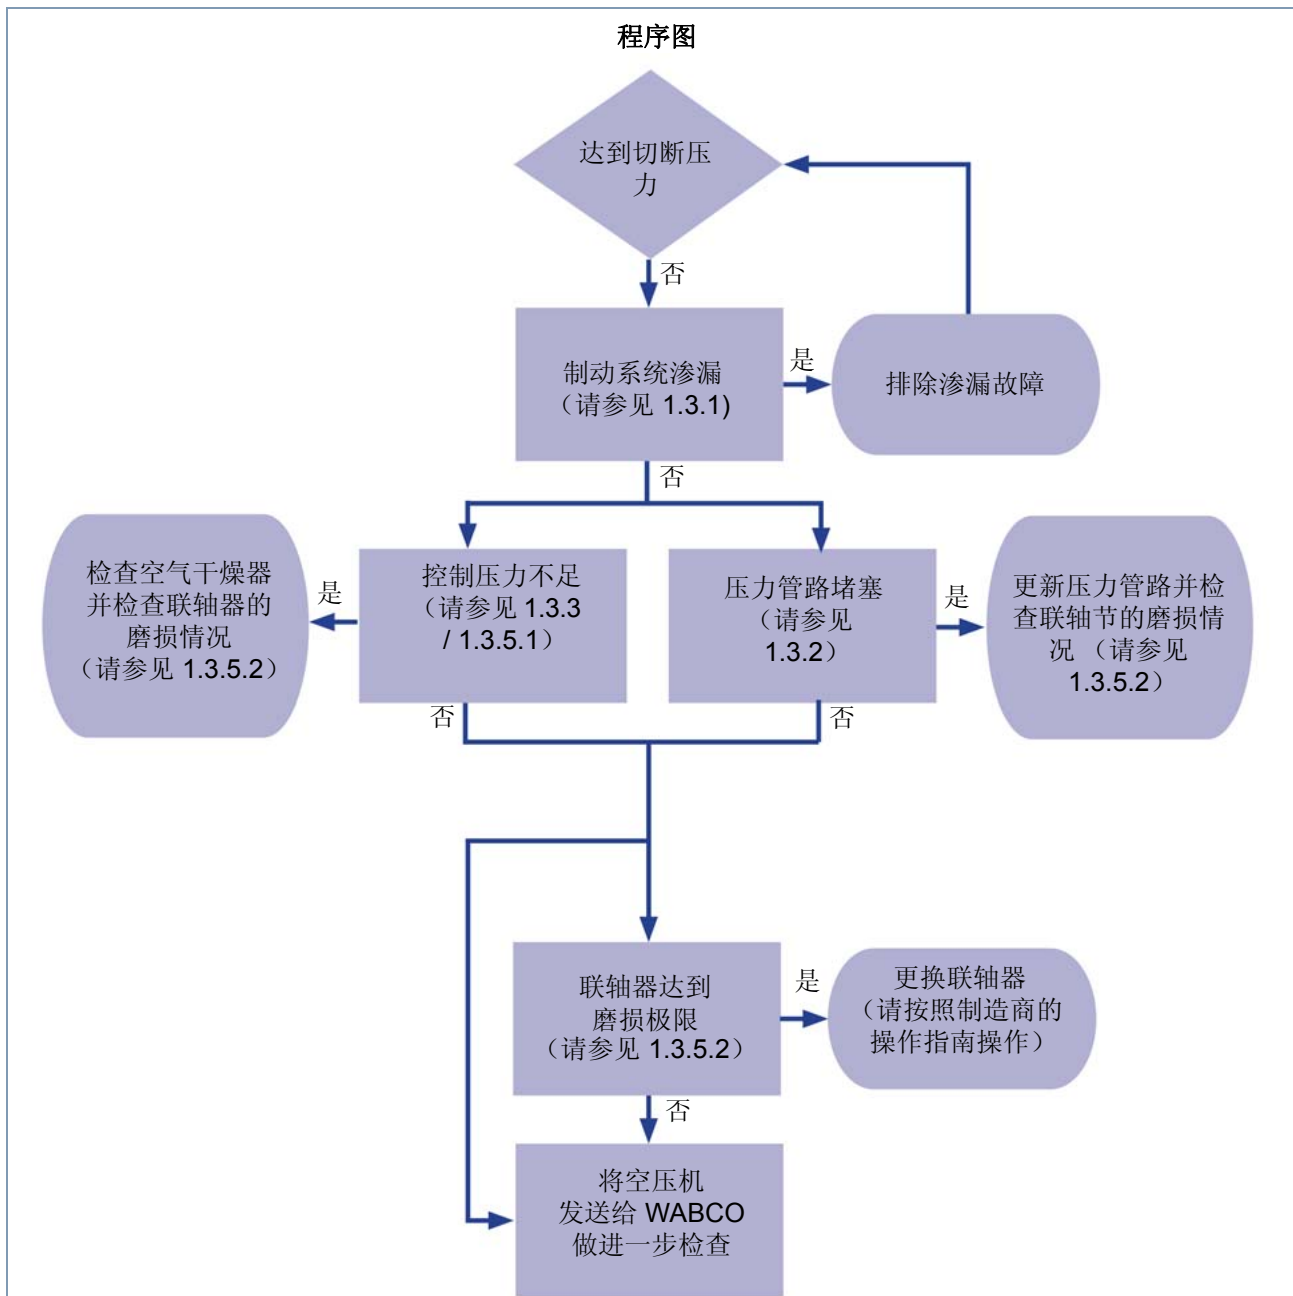 程序图
达到切断压
力
否
制动系统渗漏
（请参见 1.3.1)
是
排除渗漏故障
否
检查空气干燥器
并检查联轴器的
磨损情况
（请参见 1.3.5.2）
是
控制压力不足
（请参见 1.3.3
/ 1.3.5.1）
压力管路堵塞
（请参见
1.3.2）
是
更新压力管路并检
查联轴节的磨损情
况 （请参见
1.3.5.2）
否
否
联轴器达到
磨损极限
（请参见 1.3.5.2）
是
更换联轴器
（请按照制造商的
操作指南操作）
否
将空压机
发送给 WABCO
做进一步检查